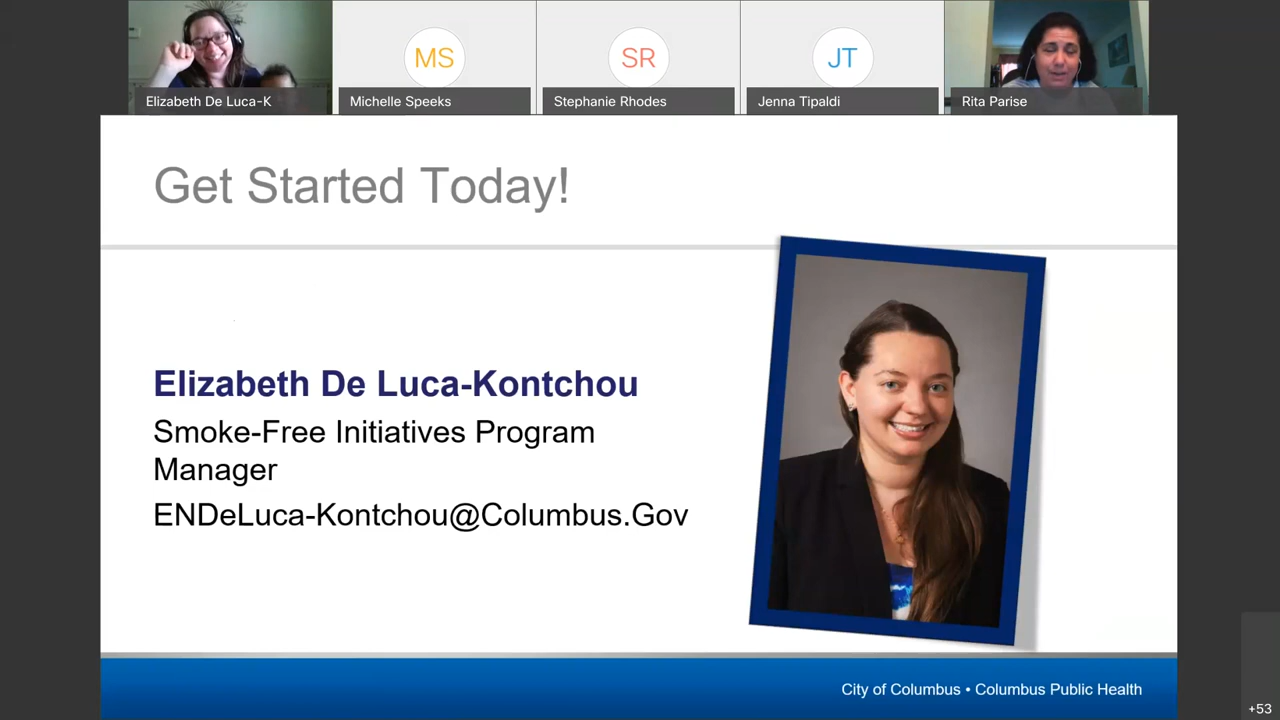 MS
SR
JT
Elizabeth De Luca-K
Michelle Speeks
Stephanie Rhodes
Jenna Tipaldi
Rita Parise
Get Started Today!
Elizabeth De Luca-Kontchou
Smoke-Free Initiatives Program
Manager
ENDeLuca-Kontchou@Columbus.Gov
City of Columbus • Columbus Public Health
+53